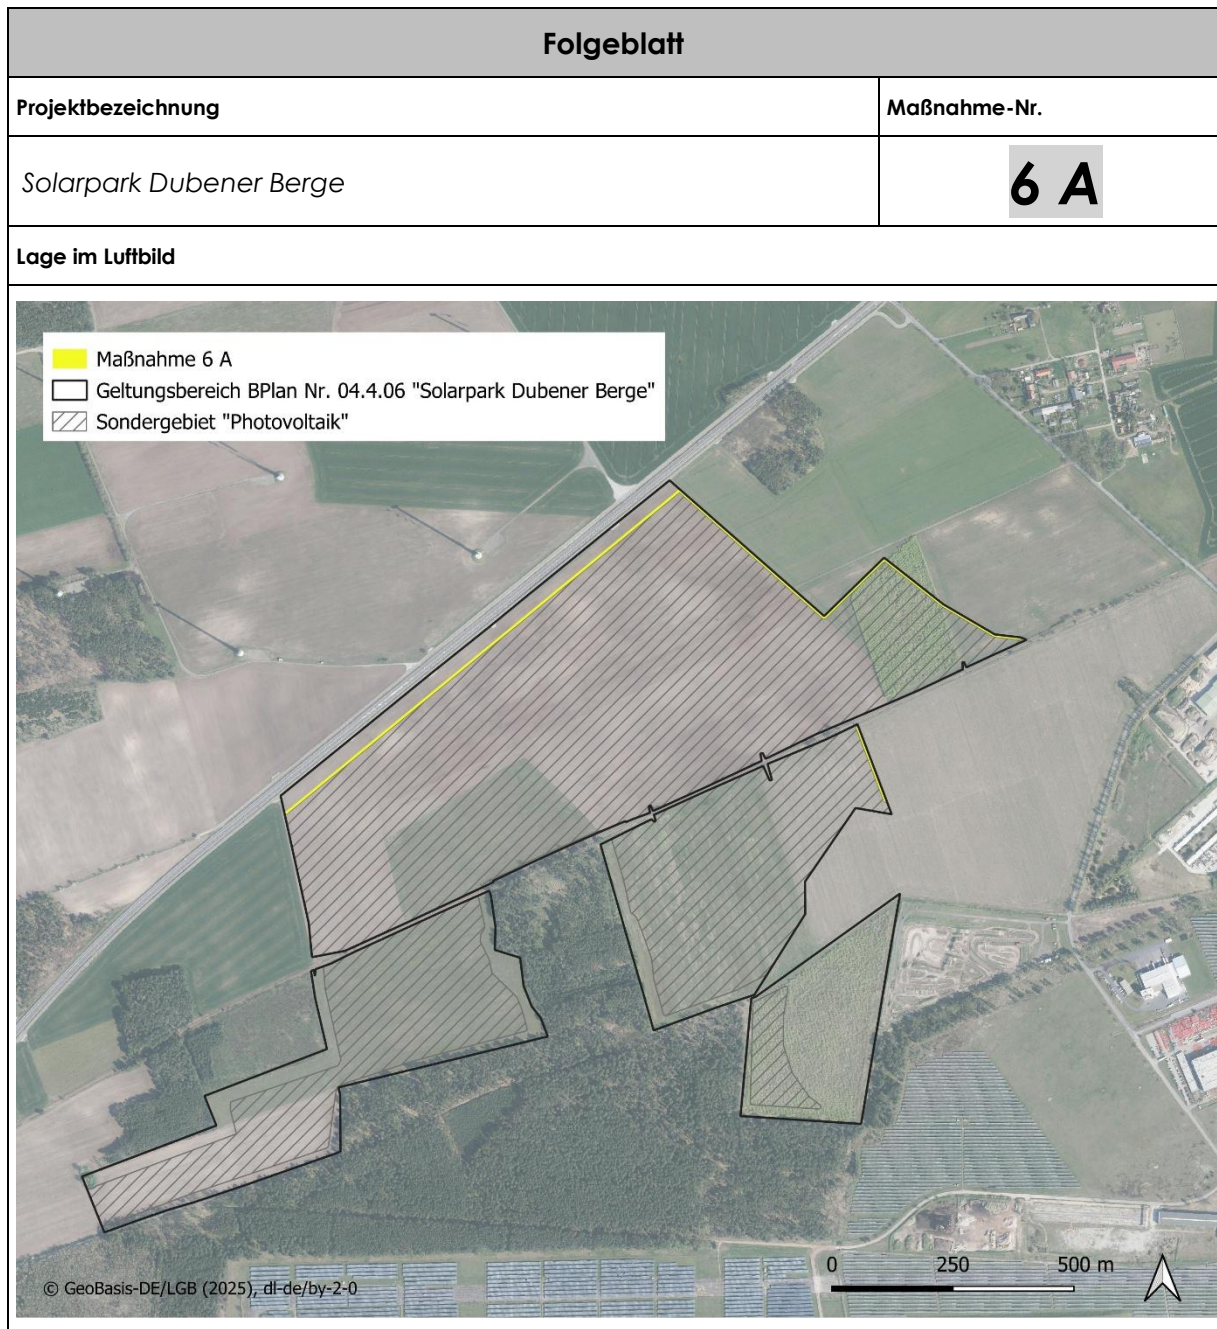 Folgeblatt
Projektbezeichnung
Maßnahme-Nr.
Solarpark Dubener Berge
6 A
Lage im Luftbild
Maßnahme 6 A
Geltungsbereich BPlan Nr. 04.4.06 "Solarpark Dubener Berge"
Sondergebiet "Photovoltaik"
0 250 500 m
© GeoBasis-DE/LGB (2025), dl-de/by-2-0